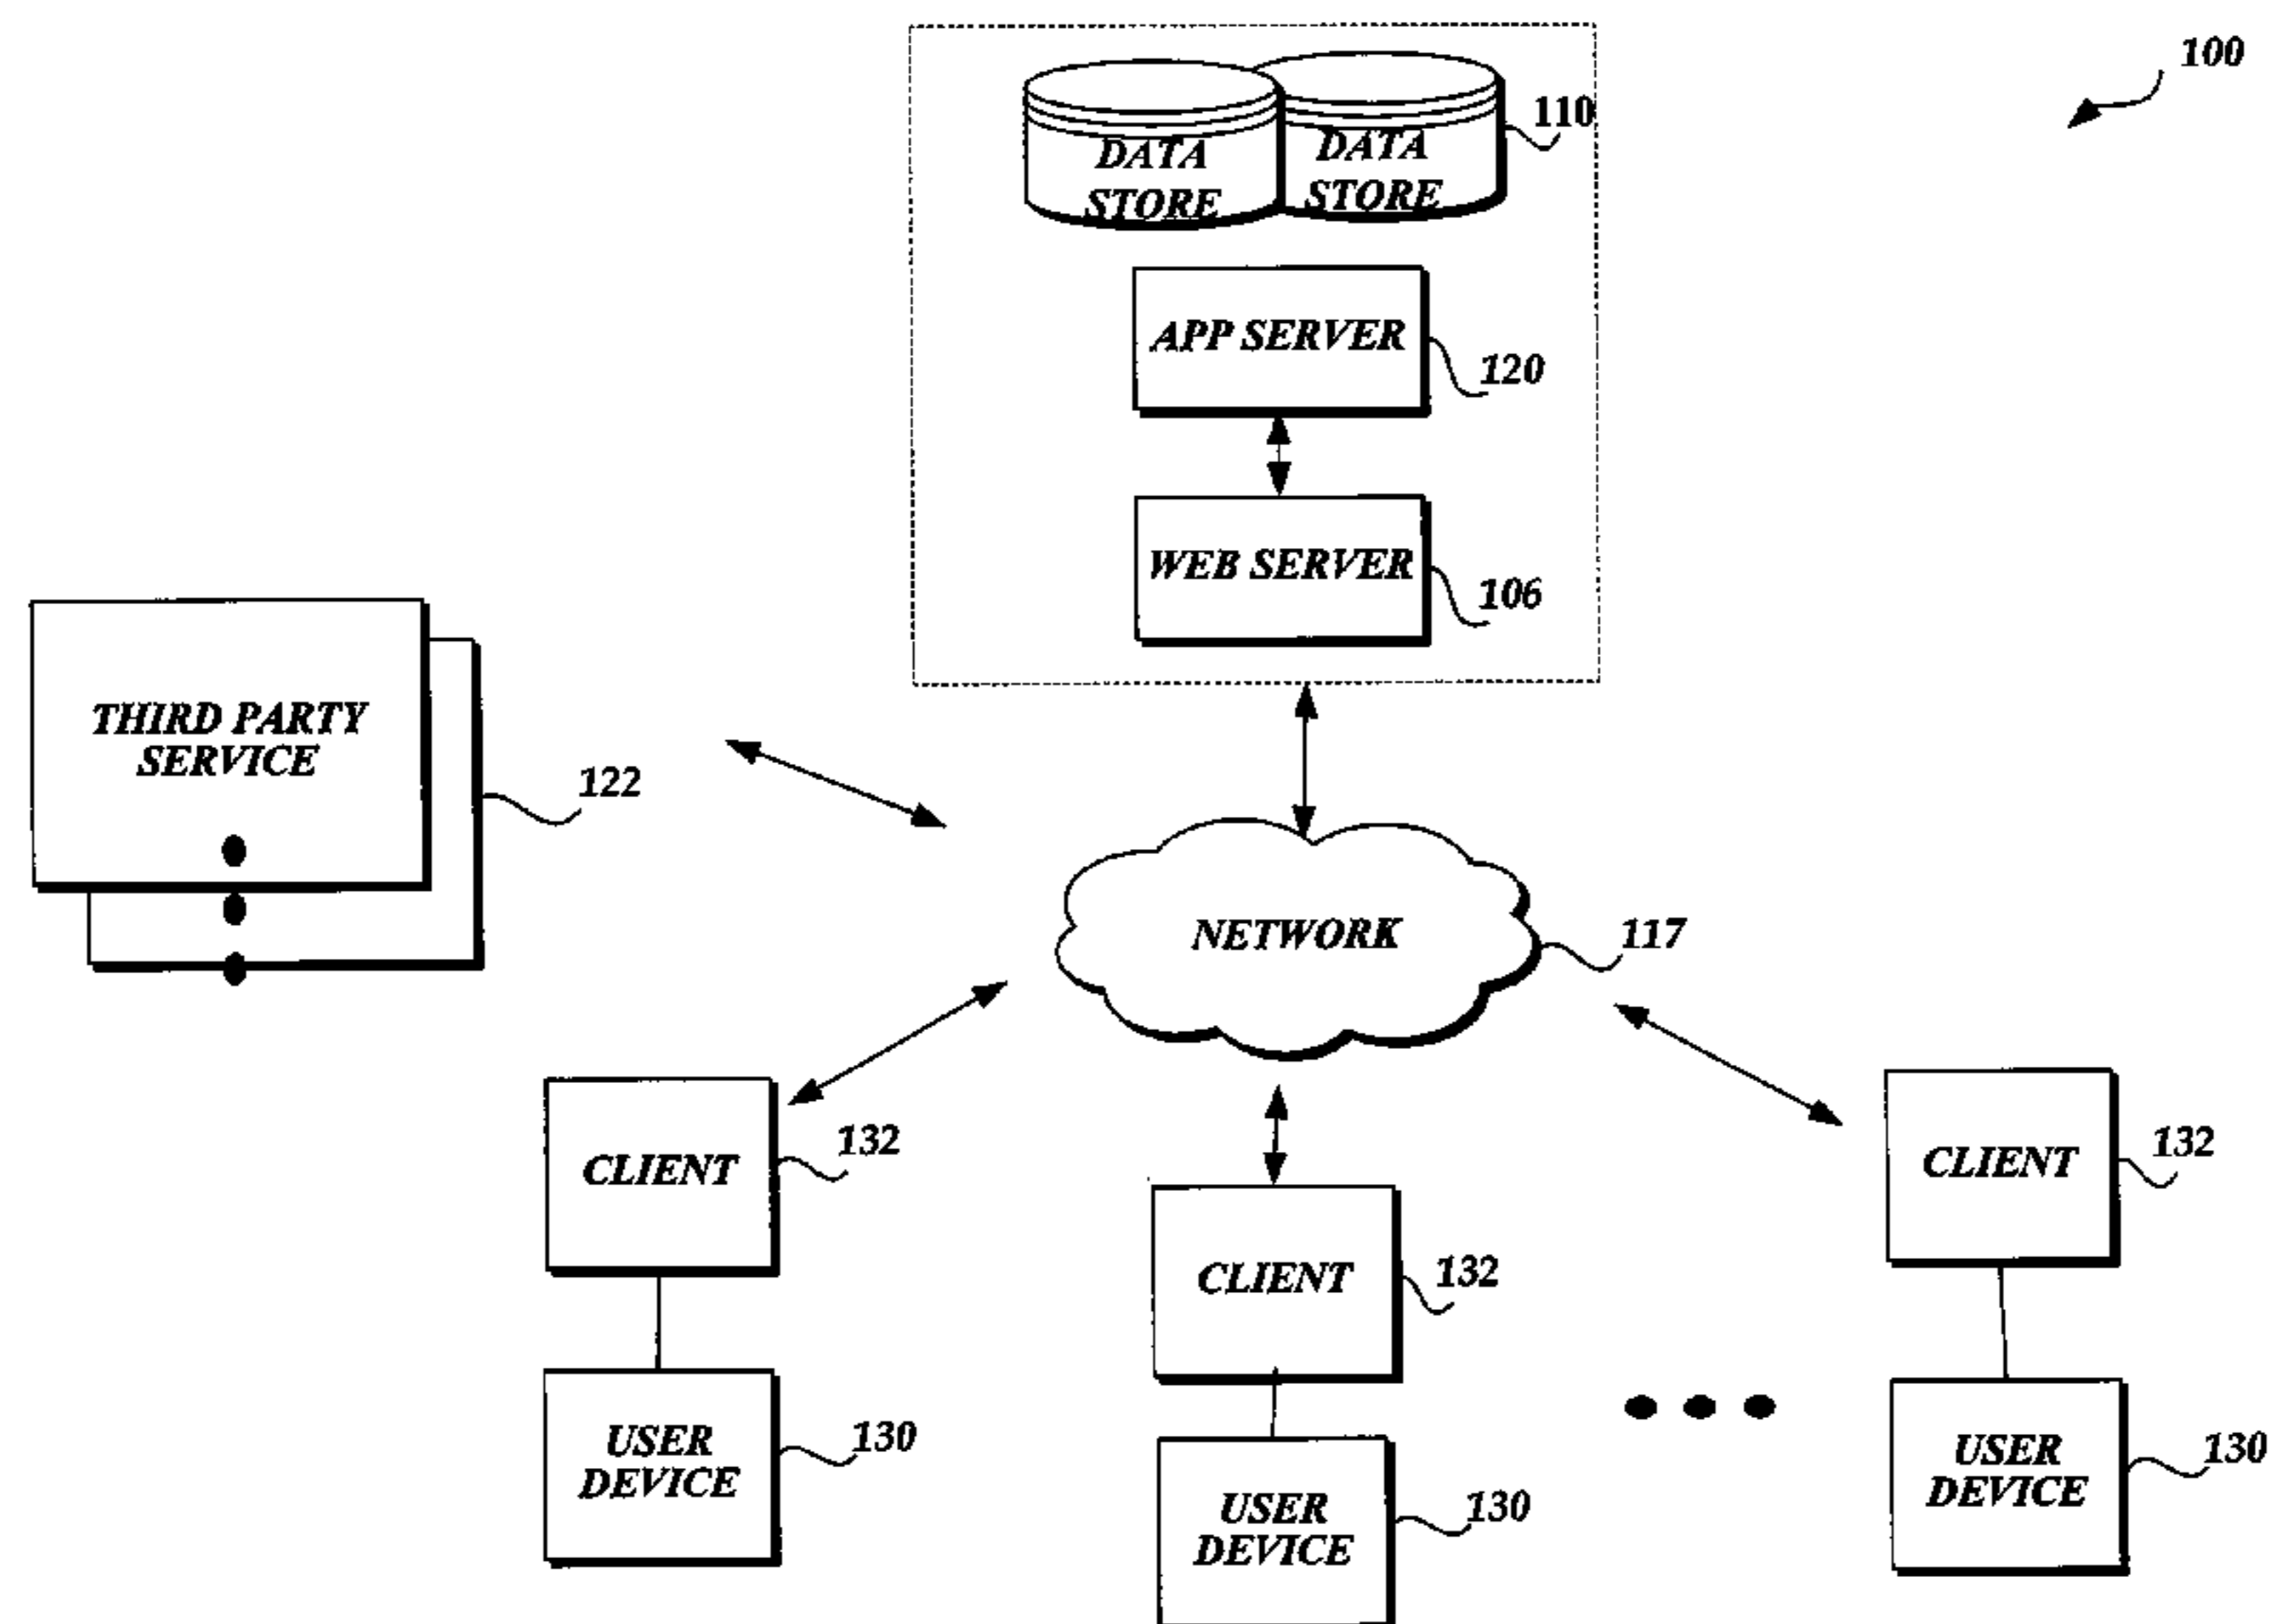 100
110
DATA
STORE
DATA
STORE
APP SERVER
120
WEB SERVER
106
THIRD PARTY
SERVICE
122
NETWORK
117
CLIENT
132
CLIENT
132
CLIENT
132
USER
DEVICE
130
USER
DEVICE
130
USER
DEVICE
130